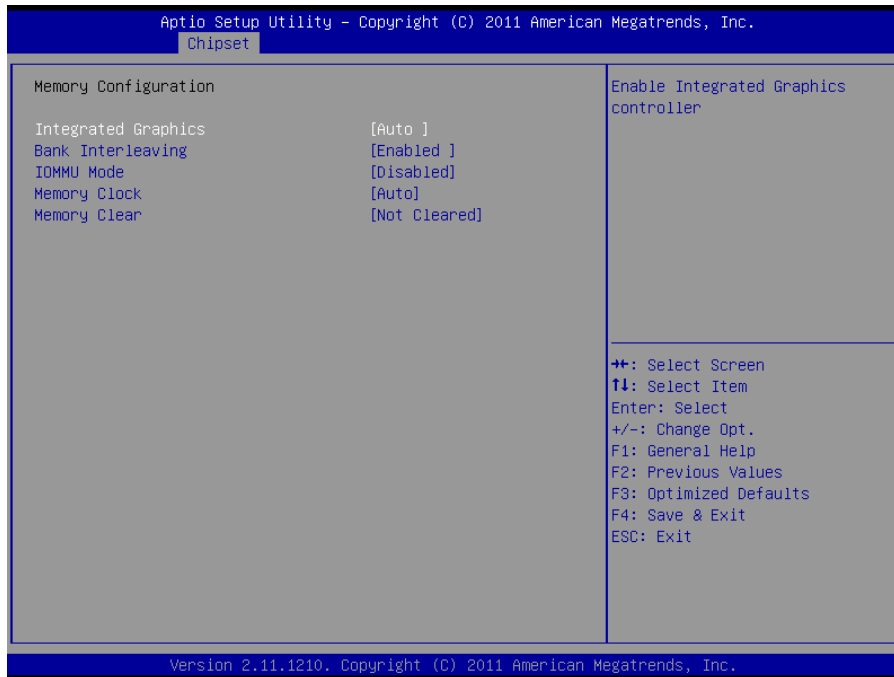 Aptio Setup Utility – Copyright (C) 2011 American Megatrends, Inc.
Chipset
Memory Configuration
Integrated Graphics [Auto ]
Bank Interleaving [Enabled ]
IOMMU Mode [Disabled]
Memory Clock [Auto]
Memory Clear [Not Cleared]
Enable Integrated Graphics
controller
→←: Select Screen
↑↓: Select Item
Enter: Select
+/-: Change Opt.
F1: General Help
F2: Previous Values
F3: Optimized Defaults
F4: Save & Exit
ESC: Exit
Version 2.11.1210. Copyright (C) 2011 American Megatrends, Inc.